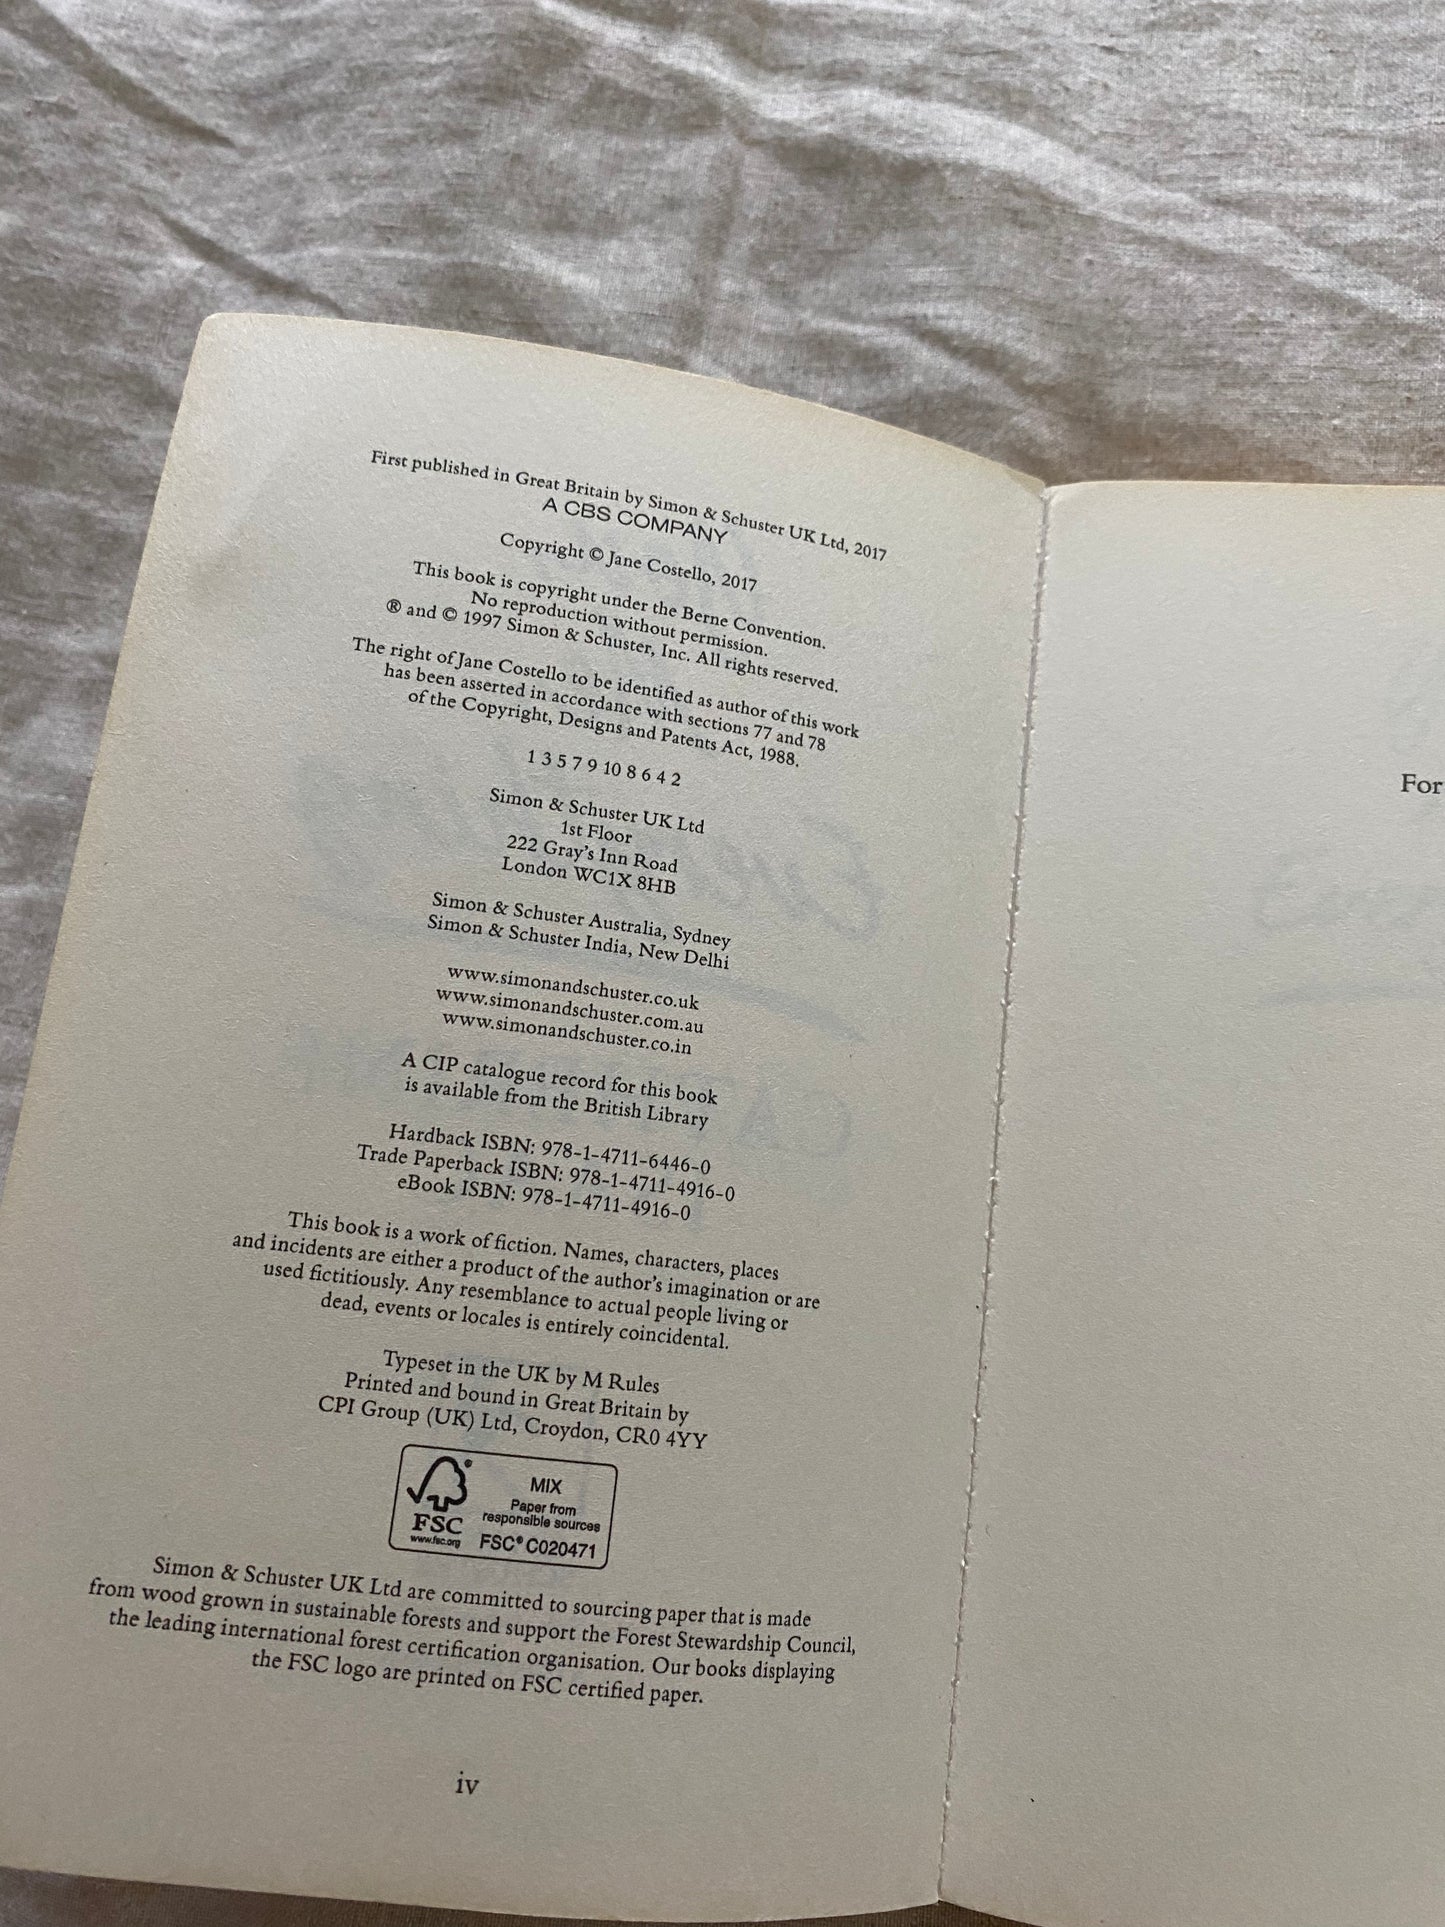 First published in Great Britain by Simon & Schuster UK Ltd, 2017
A CBS COMPANY
Copyright © Jane Costello, 2017
This book is copyright under the Berne Convention.
No reproduction without permission.
® and © 1997 Simon & Schuster, Inc. All rights reserved.
The right of Jane Costello to be identified as author of this work
has been asserted in accordance with sections 77 and 78
of the Copyright, Designs and Patents Act, 1988.
1 3 5 7 9 10 8 6 4 2
Simon & Schuster UK Ltd
1st Floor
222 Gray's Inn Road
London WC1X 8HB
Simon & Schuster Australia, Sydney
Simon & Schuster India, New Delhi
www.simonandschuster.co.uk
www.simonandschuster.com.au
www.simonandschuster.co.in
A CIP catalogue record for this book
is available from the British Library
Hardback ISBN: 978-1-4711-6446-0
Trade Paperback ISBN: 978-1-4711-4916-0
eBook ISBN: 978-1-4711-4916-0
This book is a work of fiction. Names, characters, places
and incidents are either a product of the author's imagination or are
used fictitiously. Any resemblance to actual people living or
dead, events or locales is entirely coincidental.
Typeset in the UK by M Rules
Printed and bound in Great Britain by
CPI Group (UK) Ltd, Croydon, CR0 4YY
FSC
www.fsc.org
MIX
Paper from
responsible sources
FSC® C020471
Simon & Schuster UK Ltd are committed to sourcing paper that is made
from wood grown in sustainable forests and support the Forest Stewardship Council,
the leading international forest certification organisation. Our books displaying
the FSC logo are printed on FSC certified paper.
iv
For